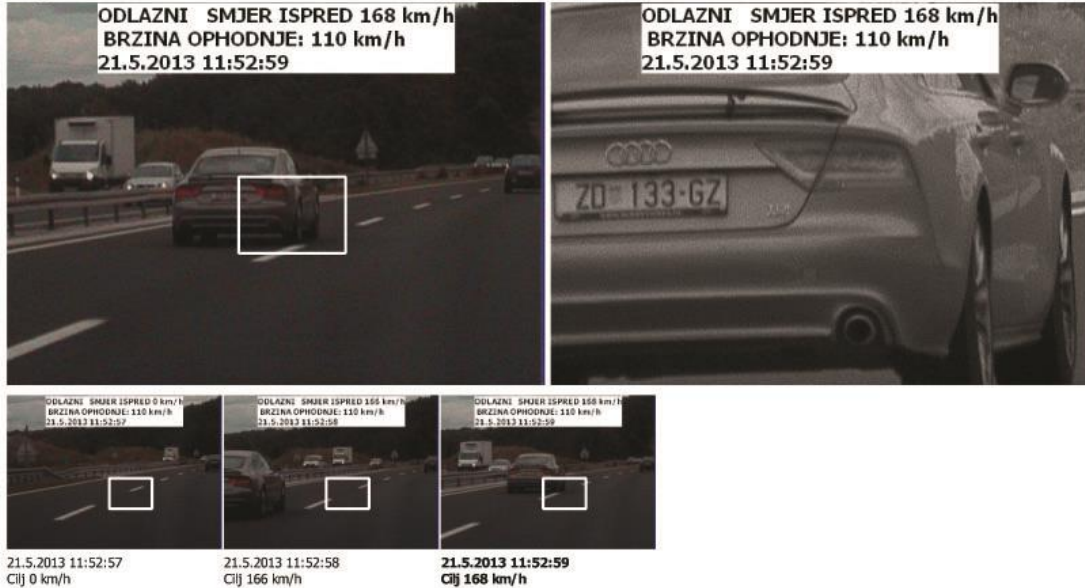 ODLAZNI SMJER ISPRED 168 km/h
BRZINA OPHODNJE: 110 km/h
21.5.2013 11:52:59
ODLAZNI SMJER ISPRED 168 km/h
BRZINA OPHODNJE: 110 km/h
21.5.2013 11:52:59
ZD 133-GZ
ODLAZNI SMJER ISPRED 0 km/h
BRZINA OPHODNJE: 110 km/h
21.5.2013 11:52:57
ODLAZNI SMJER ISPRED 166 km/h
BRZINA OPHODNJE: 110 km/h
21.5.2013 11:52:58
ODLAZNI SMJER ISPRED 168 km/h
BRZINA OPHODNJE: 110 km/h
21.5.2013 11:52:59
21.5.2013 11:52:57
Cilj 0 km/h
21.5.2013 11:52:58
Cilj 166 km/h
21.5.2013 11:52:59
Cilj 168 km/h